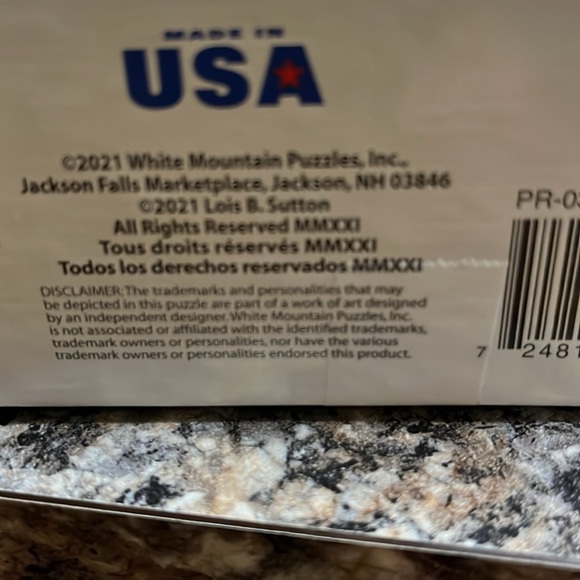 MADE IN
USA
©2021 White Mountain Puzzles, Inc.,
Jackson Falls Marketplace, Jackson, NH 03846
©2021 Lois B. Sutton
All Rights Reserved MMXXI
Tous droits réservés MMXXI
Todos los derechos reservados MMXXI
DISCLAIMER: The trademarks and personalities that may
be depicted in this puzzle are part of a work of art designed
by an independent designer. White Mountain Puzzles, Inc.
is not associated or affiliated with the identified trademarks,
trademark owners or personalities, nor have the various
trademark owners or personalities endorsed this product.
PR-03
7 2481